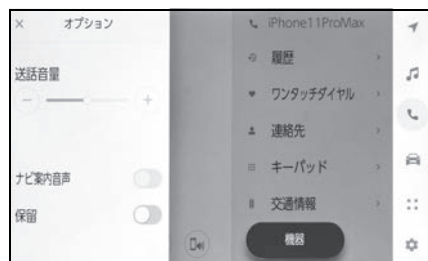 × オプション
送話音量
ナビ案内音声
保留
iPhone11ProMax
履歴
ワンタッチダイヤル
連絡先
キーパッド
交通情報
機器